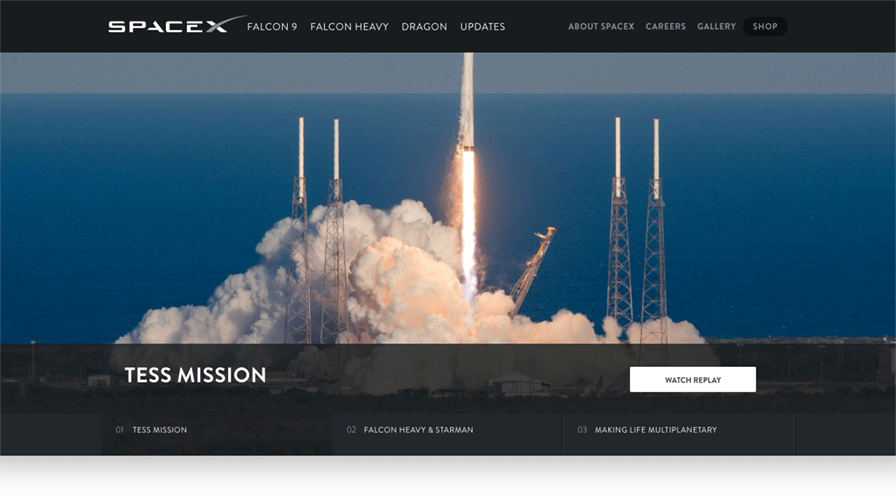 SPACEX FALCON 9 FALCON HEAVY DRAGON UPDATES ABOUT SPACEX CAREERS GALLERY SHOP
TESS MISSION WATCH REPLAY
01 TESS MISSION 02 FALCON HEAVY & STARMAN 03 MAKING LIFE MULTIPLANETARY